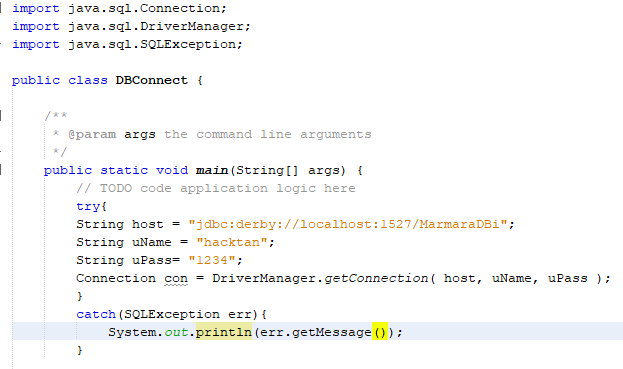 import java.sql.Connection;
import java.sql.DriverManager;
import java.sql.SQLException;
public class DBConnect {
/**
* @param args the command line arguments
*/
public static void main(String[] args) {
// TODO code application logic here
try{
String host = "jdbc:derby://localhost:1527/MarmaraDBi";
String uName = "hacktan";
String uPass= "1234";
Connection con = DriverManager.getConnection( host, uName, uPass );
}
catch(SQLException err){
System.out.println(err.getMessage());
}